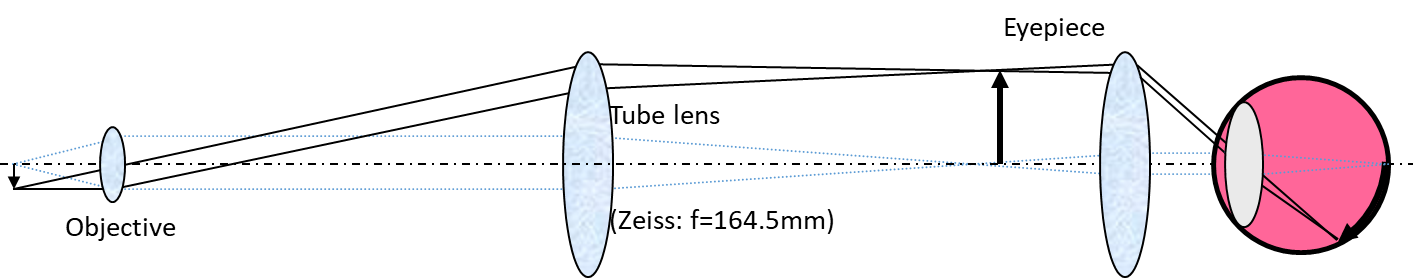 Eyepiece
Tube lens
(Zeiss: f=164.5mm)
Objective